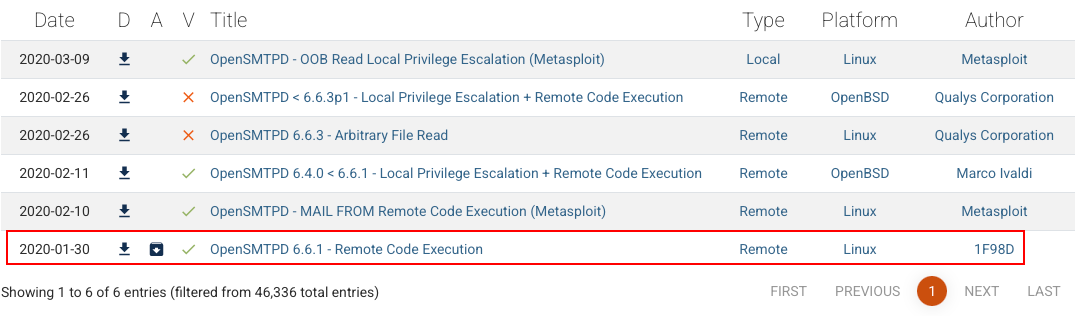 Date D A V Title Type Platform Author
2020-03-09 OpenSMTPD - OOB Read Local Privilege Escalation (Metasploit) Local Linux Metasploit
2020-02-26 OpenSMTPD < 6.6.3p1 - Local Privilege Escalation + Remote Code Execution Remote OpenBSD Qualys Corporation
2020-02-26 OpenSMTPD 6.6.3 - Arbitrary File Read Remote Linux Qualys Corporation
2020-02-11 OpenSMTPD 6.4.0 < 6.6.1 - Local Privilege Escalation + Remote Code Execution Remote OpenBSD Marco Ivaldi
2020-02-10 OpenSMTPD - MAIL FROM Remote Code Execution (Metasploit) Remote Linux Metasploit
2020-01-30 OpenSMTPD 6.6.1 - Remote Code Execution Remote Linux 1F98D
Showing 1 to 6 of 6 entries (filtered from 46,336 total entries) FIRST PREVIOUS 1 NEXT LAST